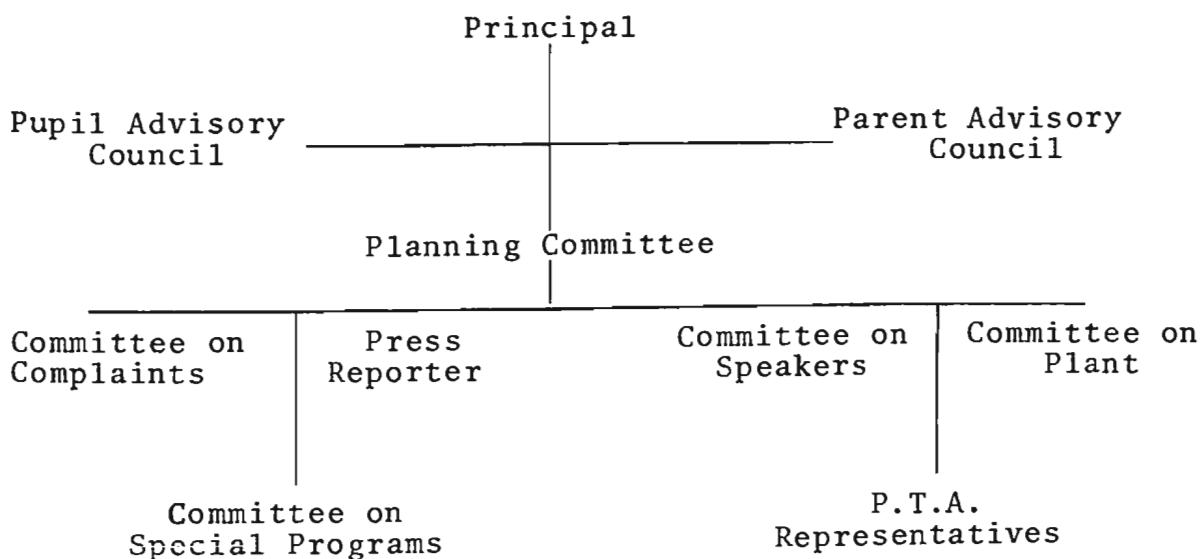 Principal
Pupil Advisory
Council
Parent Advisory
Council
Planning Committee
Committee on
Complaints
Press
Reporter
Committee on
Speakers
Committee on
Plant
Committee on
Special Programs
P.T.A.
Representatives